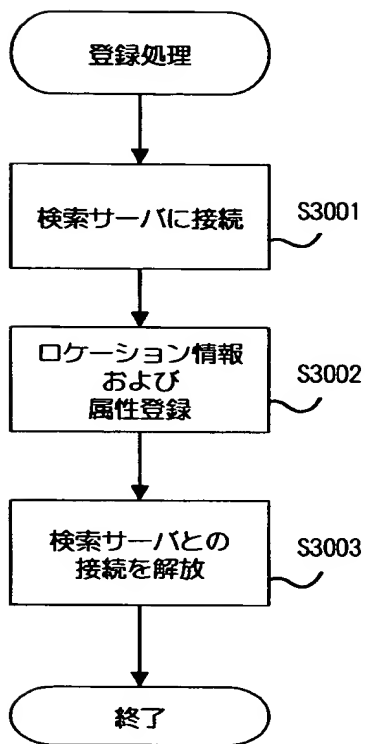 登録処理
検索サーバに接続
S3001
ロケーション情報
および
属性登録
S3002
検索サーバとの
接続を解放
S3003
終了